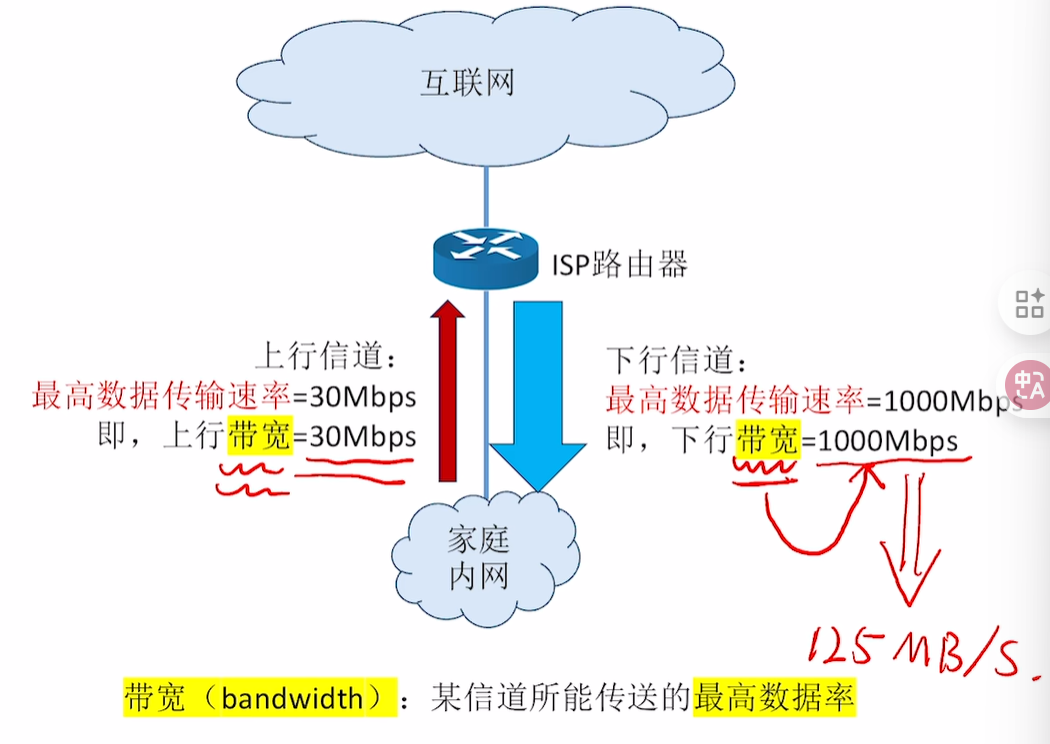 互联网
ISP路由器
上行信道：
最高数据传输速率=30Mbps
即，上行带宽=30Mbps
下行信道：
最高数据传输速率=1000Mbps
即，下行带宽=1000Mbps
家庭
内网
125MB/S.
带宽（bandwidth）：某信道所能传送的最高数据率
中
A